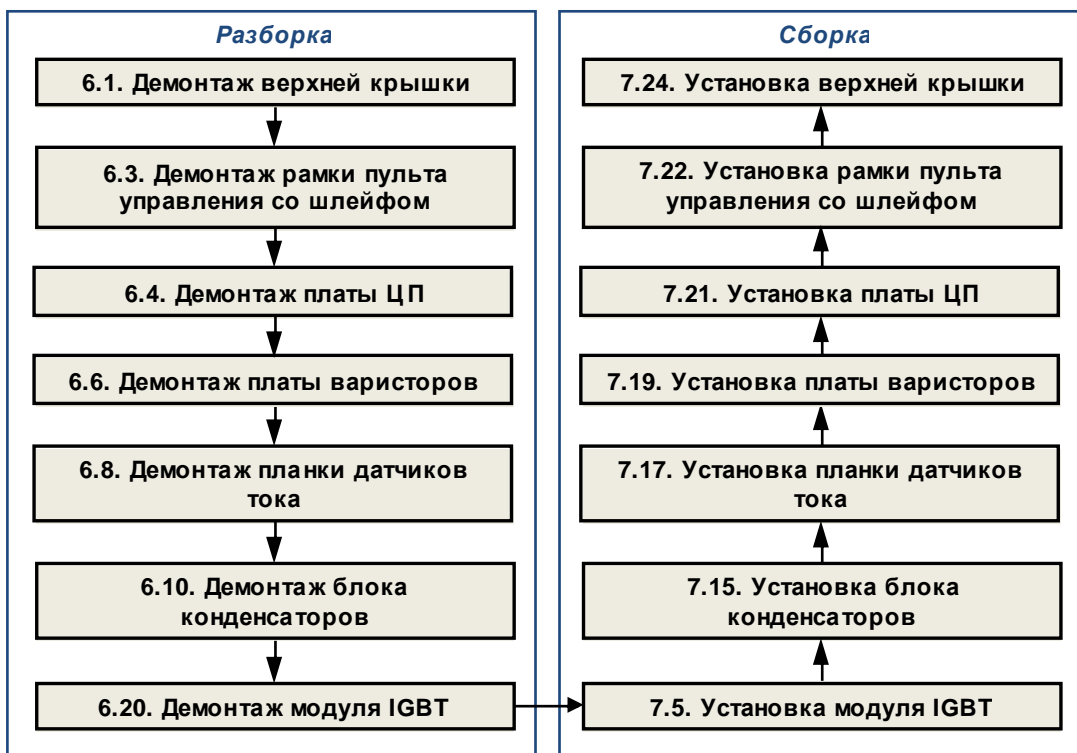 Разборка
6.1. Демонтаж верхней крышки
6.3. Демонтаж рамки пульта
управления со шлейфом
6.4. Демонтаж платы ЦП
6.6. Демонтаж платы варисторов
6.8. Демонтаж планки датчиков
тока
6.10. Демонтаж блока
конденсаторов
6.20. Демонтаж модуля IGBT
Сборка
7.24. Установка верхней крышки
7.22. Установка рамки пульта
управления со шлейфом
7.21. Установка платы ЦП
7.19. Установка платы варисторов
7.17. Установка планки датчиков
тока
7.15. Установка блока
конденсаторов
7.5. Установка модуля IGBT